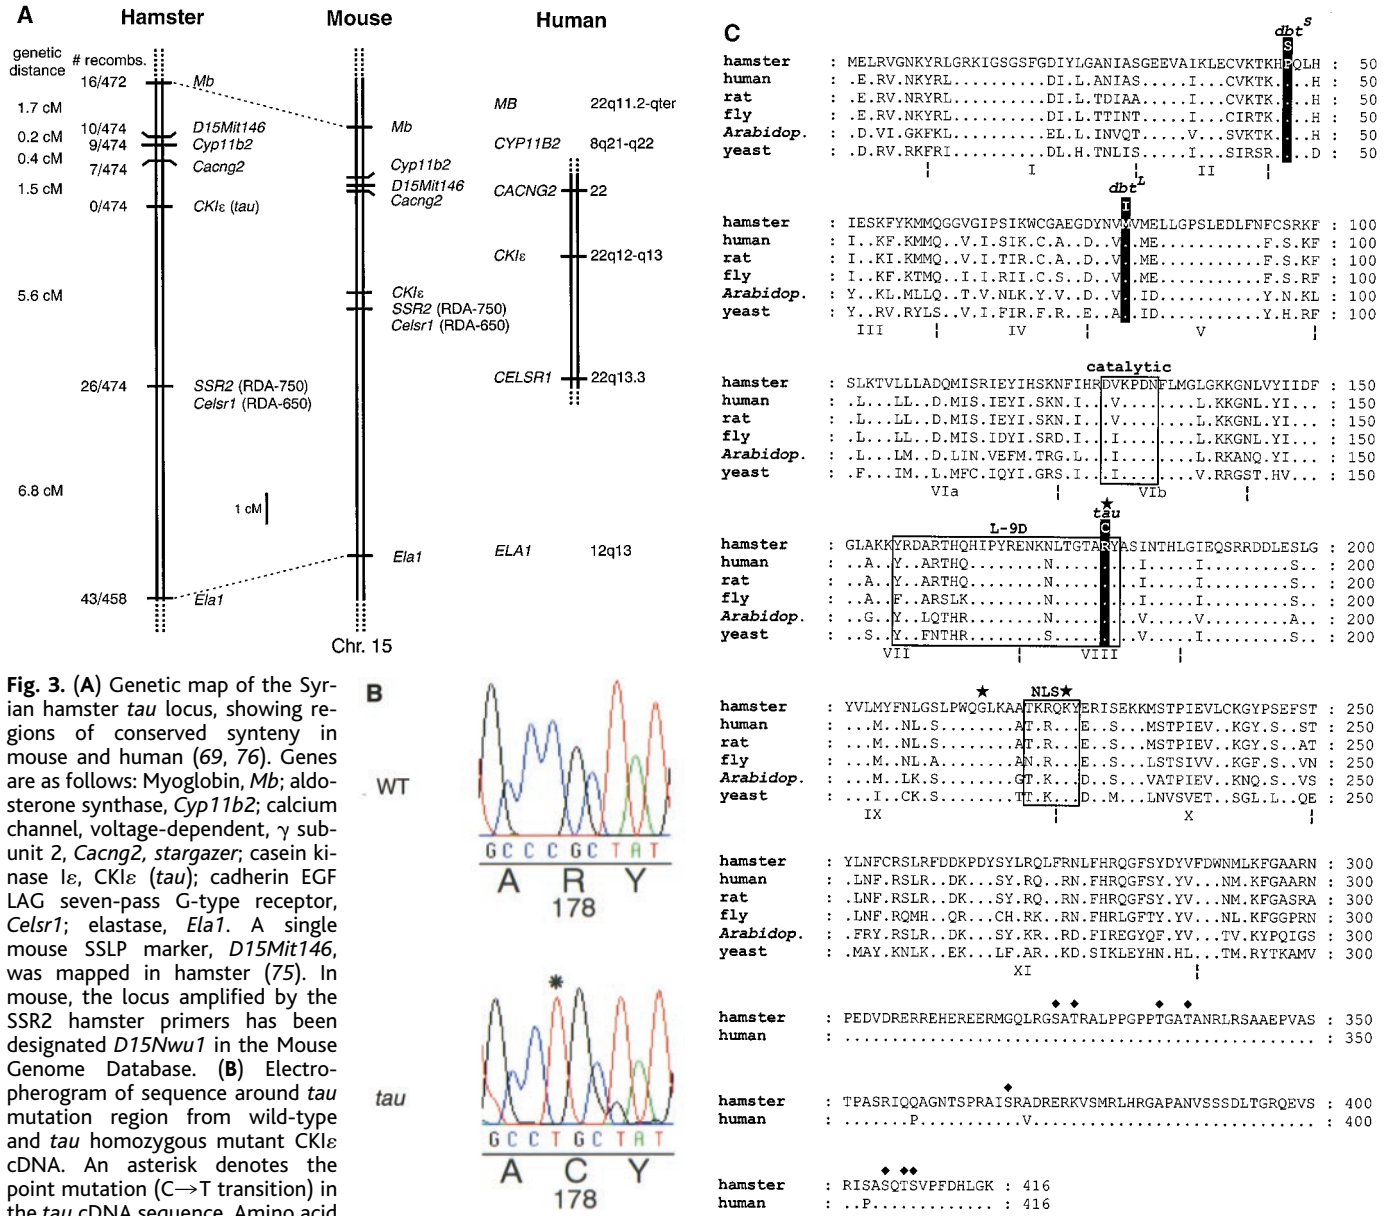 A
Hamster
Mouse
Human
genetic distance
# recombs.
16/472
Mb
1.7 cM
10/474
D15Mit146
0.2 cM
9/474
Cyp11b2
0.4 cM
7/474
Cacng2
1.5 cM
0/474
CKIε (tau)
5.6 cM
26/474
SSR2 (RDA-750)
Celsr1 (RDA-650)
6.8 cM
1 cM
43/458
Ela1
Mb
Cyp11b2
D15Mit146
Cacng2
CKIε
SSR2 (RDA-750)
Celsr1 (RDA-650)
Ela1
Chr. 15
MB 22q11.2-qter
CYP11B2 8q21-q22
CACNG2 22
CKIε 22q12-q13
CELSR1 22q13.3
ELA1 12q13
Fig. 3. (A) Genetic map of the Syr-
ian hamster tau locus, showing re-
gions of conserved synteny in
mouse and human (69, 76). Genes
are as follows: Myoglobin, Mb; aldo-
sterone synthase, Cyp11b2; calcium
channel, voltage-dependent, γ sub-
unit 2, Cacng2, stargazer; casein ki-
nase Iε, CKIε (tau); cadherin EGF
LAG seven-pass G-type receptor,
Celsr1; elastase, Ela1. A single
mouse SSLP marker, D15Mit146,
was mapped in hamster (75). In
mouse, the locus amplified by the
SSR2 hamster primers has been
designated D15Nwu1 in the Mouse
Genome Database. (B) Electro-
pherogram of sequence around tau
mutation region from wild-type
and tau homozygous mutant CKIε
cDNA. An asterisk denotes the
point mutation (C→T transition) in
the tau cDNA sequence. Amino acid
B
WT
G C C C G C T A T
A R Y
178
tau
*
G C C T G C T A T
A C Y
178
C
dbtS
S
hamster : MELRVGNKYRLGRKIGSGSFGDIYLGANIASGEEVAIKLECVKTKHPQLH : 50
human : .E.RV.NKYRL...........DI.L.ANIAS.....I..CVKTK....H : 50
rat : .E.RV.NRYRL...........DI.L.TDIAA.....I..CVKTK....H : 50
fly : .E.RV.NKYRL...........DI.L.TTINT.....I..CIRTK....H : 50
Arabidop. : .D.VI.GKFKL...........EL.L.INVQT.....V..SVKTK....H : 50
yeast : .D.RV.RKFRI...........DL.H.TNLIS.....I..SIRSR....D : 50
I II
dbtL
I
hamster : IESKFYKMMQGGVGIPSIKWCGAEGDYNVMVMELLGPSLEDLFNFCSRKF : 100
human : I..KF.KMMQ..V.I.SIK.C.A..D..V..ME...........F.S.KF : 100
rat : I..KI.KMMQ..V.I.TIR.C.A..D..V..ME...........F.S.KF : 100
fly : I..KF.KTMQ..I.I.RII.C.S..D..V..ME...........F.S.RF : 100
Arabidop. : Y..KL.MLLQ..T.V.NLK.Y.V..D..V..ID...........Y.N.KL : 100
yeast : Y..RV.RYLS..V.I.FIR.F.R..E..A..ID...........Y.H.RF : 100
III IV V
catalytic
hamster : SLKTVLLLADQMISRIEYIHSKNFIHRDVKPDNFLMGLGKKGNLVYIIDF : 150
human : .L...LL..D.MIS.IEYI.SKN.I...V........L.KKGNL.YI... : 150
rat : .L...LL..D.MIS.IEYI.SKN.I...V........L.KKGNL.YI... : 150
fly : .L...LL..D.MIS.IDYI.SRD.I...I........L.KKGNL.YI... : 150
Arabidop. : .L...LM..D.LIN.VEFM.TRG.L...I........L.RKANQ.YI... : 150
yeast : .F...IM..L.MFC.IQYI.GRS.I...I........V.RRGST.HV... : 150
VIa VIb
★
tau
L-9D C
hamster : GLAKKYRDARTHQHIPYRENKNLTGTARYASINTHLGIEQSRRDDLESLG : 200
human : ..A..Y..ARTHQ........N.........I.....I.........S.. : 200
rat : ..A..Y..ARTHQ........N.........I.....I.........S.. : 200
fly : ..A..F..ARSLK........N.........I.....I.........S.. : 200
Arabidop. : ..G..Y..LQTHR........N.........V.....V.........A.. : 200
yeast : ..S..Y..FNTHR........S.........V.....I.........S.. : 200
VII VIII
★ NLS★
hamster : YVLMYFNLGSLPWQGLKAATKRQKYERISEKKMSTPIEVLCKGYPSEFST : 250
human : ...M..NL.S........AT.R...E..S...MSTPIEV..KGY.S..ST : 250
rat : ...M..NL.S........AT.R...E..S...MSTPIEV..KGY.S..AT : 250
fly : ...M..NL.S........AN.R...E..S...LSTSIVV..KGF.S..VN : 250
Arabidop. : ...M..LK.S........GT.K...D..S...VATPIEV..KNQ.S..VS : 250
yeast : ...I..CK.S........TT.K...D..M...LNVSVET..SGL.L..QE : 250
IX X
hamster : YLNFCRSLRFDDKPDYSYLRQLFRNLFHRQGFSYDYVFDWNMLKFGAARN : 300
human : .LNF.RSLR..DK...SY.RQ..RN.FHRQGFSY.YV...NM.KFGAARN : 300
rat : .LNF.RSLR..DK...SY.RQ..RN.FHRQGFSY.YV...NM.KFGASRA : 300
fly : .LNF.RQMH..QR...CH.RK..RN.FHRLGFTY.YV...NL.KFGGPRN : 300
Arabidop. : .FRY.RSLR..DK...SY.KR..RD.FIREGYQF.YV...TV.KYPQIGS : 300
yeast : .MAY.KNLK..EK...LF.AR..KD.SIKLEYHN.HL...TM.RYTKAMV : 300
XI
hamster : PEDVDRERREHEREERMGQLRGSATRALPPGPPTGATANRLRSAAEPVAS : 350
human : .................................................. : 350
hamster : TPASRIQQAGNTSPRAISRADRERKVSMRLHRGAPANVSSSDLTGRQEVS : 400
human : .......P...........V.............................. : 400
hamster : RISASQTSVPFDHLGK : 416
human : ..P............. : 416